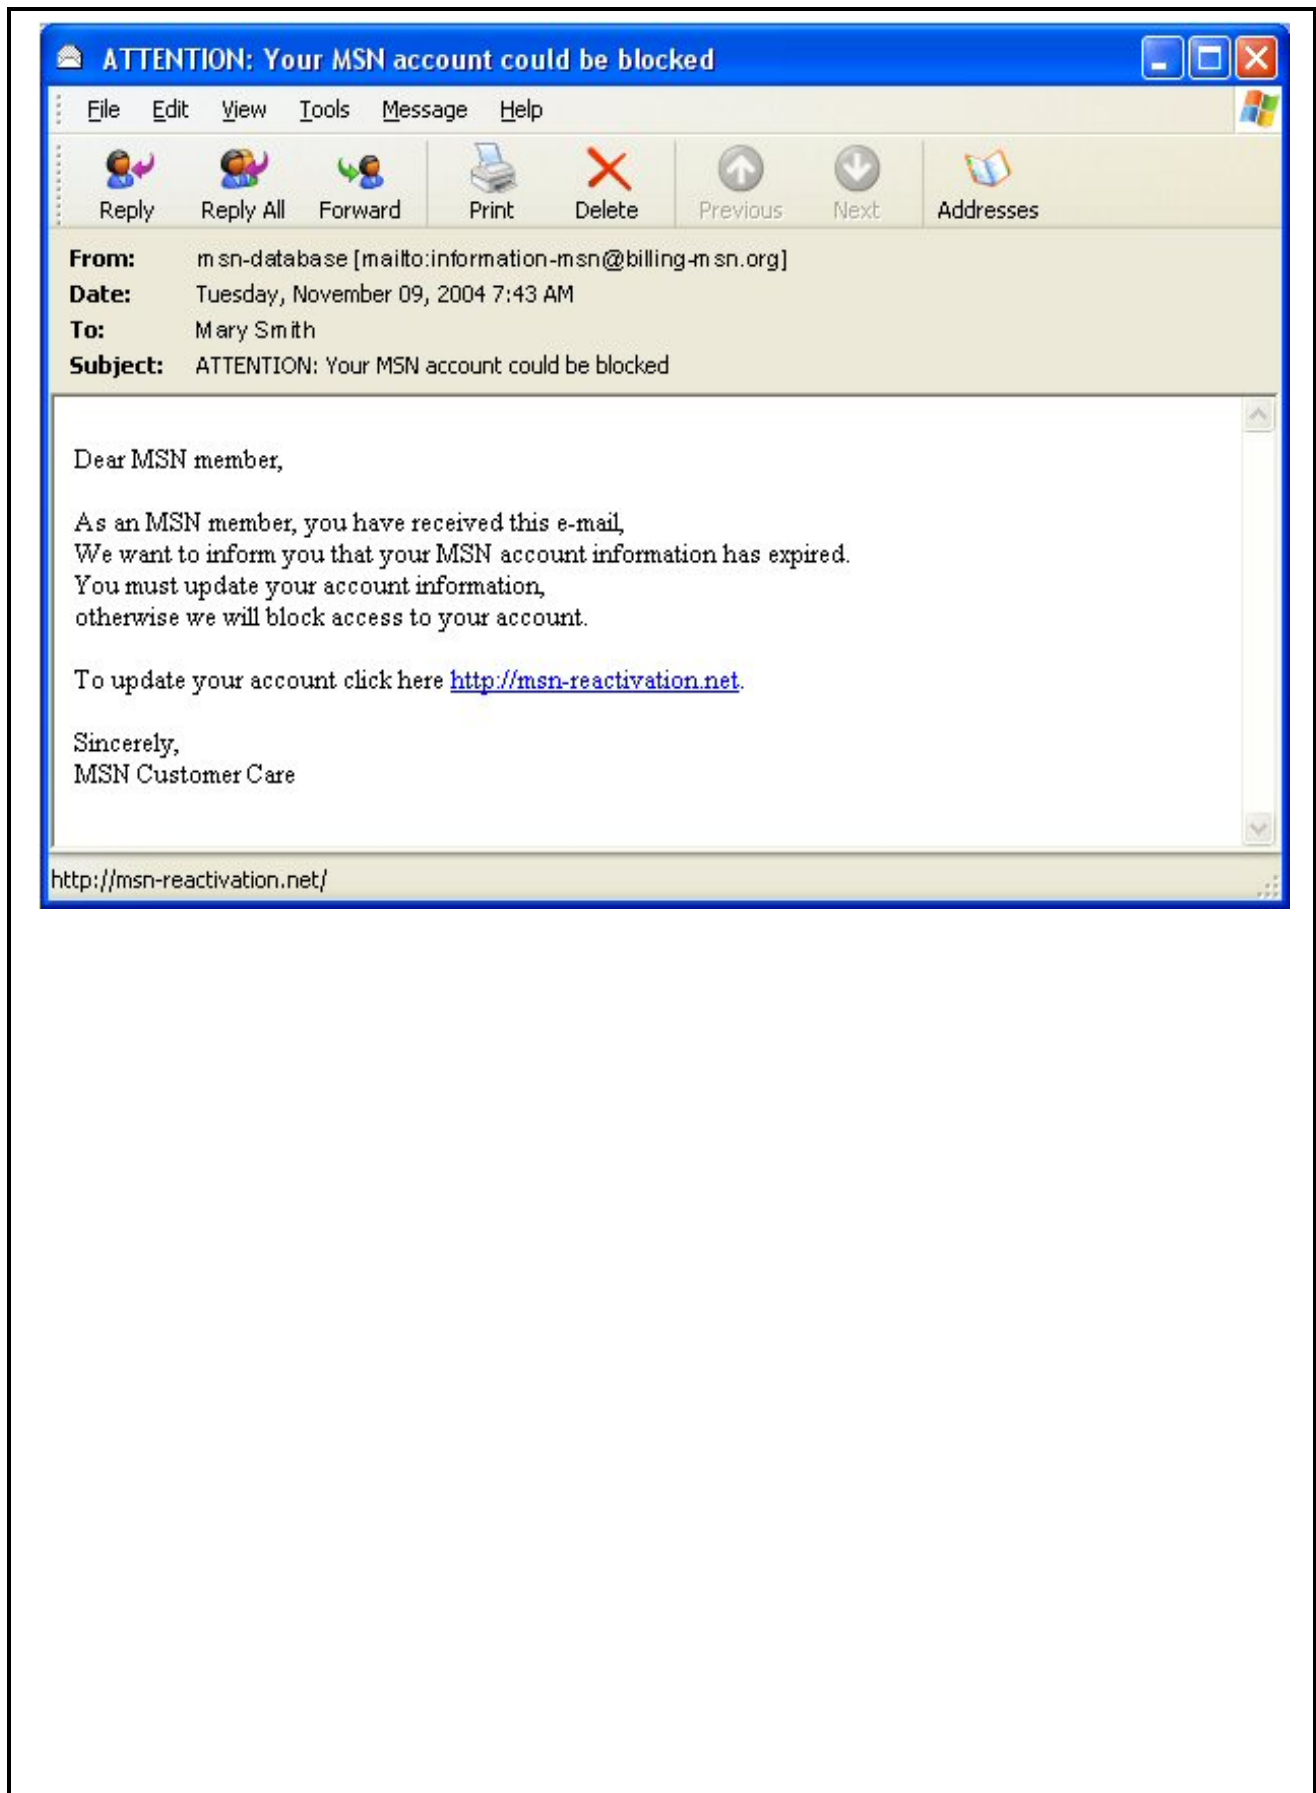 ATTENTION: Your MSN account could be blocked
File Edit View Tools Message Help
Reply Reply All Forward Print Delete Previous Next Addresses
From: msn-database [mailto:information-msn@billing-msn.org]
Date: Tuesday, November 09, 2004 7:43 AM
To: Mary Smith
Subject: ATTENTION: Your MSN account could be blocked
Dear MSN member,
As an MSN member, you have received this e-mail,
We want to inform you that your MSN account information has expired.
You must update your account information,
otherwise we will block access to your account.
To update your account click here http://msn-reactivation.net.
Sincerely,
MSN Customer Care
http://msn-reactivation.net/